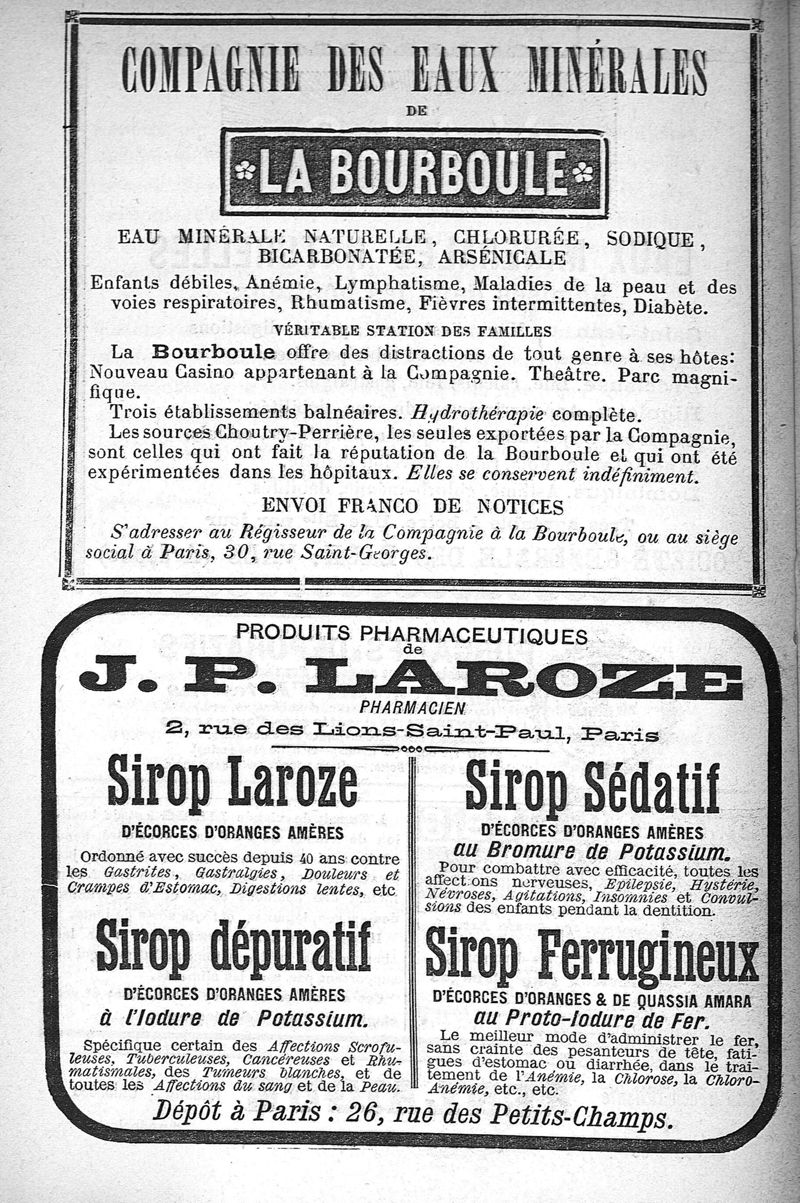 COMPAGNIE DES EAUX MINÉRALES
DE
LA BOURBOULE
EAU MINÉRALE NATURELLE, CHLORURÉE, SODIQUE,
BICARBONATÉE, ARSÉNICALE
Enfants débiles, Anémie, Lymphatisme, Maladies de la peau et des
voies respiratoires, Rhumatisme, Fièvres intermittentes, Diabète.
VÉRITABLE STATION DES FAMILLES
La Bourboule offre des distractions de tout genre à ses hôtes:
Nouveau Casino appartenant à la Compagnie. Theâtre. Parc magni-
fique.
Trois établissements balnéaires. Hydrothérapie complète.
Les sources Choutry-Perrière, les seules exportées par la Compagnie,
sont celles qui ont fait la réputation de la Bourboule et qui ont été
expérimentées dans les hôpitaux. Elles se conservent indéfiniment.
ENVOI FRANCO DE NOTICES
S'adresser au Régisseur de la Compagnie à la Bourboule, ou au siège
social à Paris, 30, rue Saint-Georges.
PRODUITS PHARMACEUTIQUES
de
J. P. LAROZE
PHARMACIEN
2, rue des Lions-Saint-Paul, Paris
Sirop Laroze
D'ÉCORCES D'ORANGES AMÈRES
Ordonné avec succès depuis 40 ans contre
les Gastrites, Gastralgies, Douleurs et
Crampes d'Estomac, Digestions lentes, etc
Sirop dépuratif
D'ÉCORCES D'ORANGES AMÈRES
à l'Iodure de Potassium.
Spécifique certain des Affections Scrofu-
leuses, Tuberculeuses, Cancéreuses et Rhu-
matismales, des Tumeurs blanches, et de
toutes les Affections du sang et de la Peau.
Sirop Sédatif
D'ÉCORCES D'ORANGES AMÈRES
au Bromure de Potassium.
Pour combattre avec efficacité, toutes les
affections nerveuses, Epilepsie, Hystérie,
Névroses, Agitations, Insomnies et Convul-
sions des enfants pendant la dentition.
Sirop Ferrugineux
D'ÉCORCES D'ORANGES & DE QUASSIA AMARA
au Proto-Iodure de Fer.
Le meilleur mode d'administrer le fer,
sans crainte des pesanteurs de tête, fati-
gues d'estomac ou diarrhée, dans le trai-
tement de l'Anémie, la Chlorose, la Chloro-
Anémie, etc., etc.
Dépôt à Paris : 26, rue des Petits-Champs.